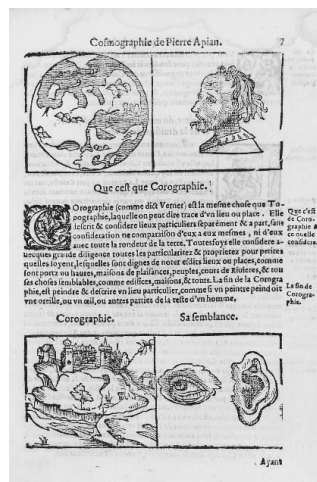 Cosmographie de Pierre Apian. 7
Que c'est que Corographie.
COrographie (comme dict Verner) est la mesme chose que To-
pographie, laquelle on peut dire trace d'vn lieu ou place. Elle
descrit & considere lieux particuliers separément & a part, sans
consideration ne comparaison d'eux a eux mesmes, ni d'eux
auec toute la rondeur de la terre. Toutesfoys elle considere a-
uecques grande diligence toutes les particularitez & proprietez pour petites
quelles soyent, lesquelles sont dignes de noter esdits lieux ou places, comme
sont portz ou haures, maisons de plaisances, peuples, cours de Riuieres, & tou
tes choses semblables, comme edifices, maisons, & tours. La fin de la Corogra
phie, est peindre & descrire vn lieu particulier, comme si vn peintre peindoit
vne oreille, ou vn œil, ou autres parties de la teste d'vn homme,
Que c'est
de Coro-
graphie &
ce quelle
considere.
La fin de
Corogra-
phie.
Corographie. Sa semblance.
Ayant